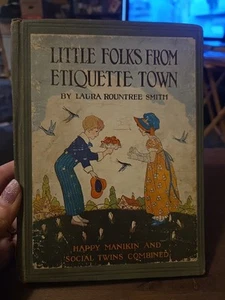 LITTLE FOLKS FROM
ETIQUETTE TOWN
BY LAURA ROUNTREE SMITH
HAPPY MANIKIN AND
SOCIAL TWINS COMBINED